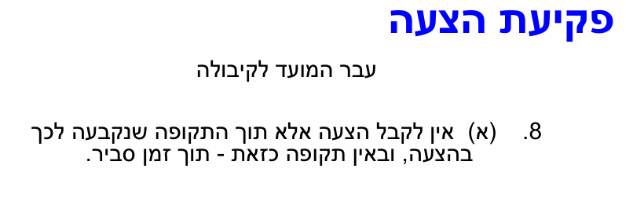 פקיעת הצעה
עבר המועד לקיבולה
8. (א) אין לקבל הצעה אלא תוך התקופה שנקבעה לכך
בהצעה, ובאין תקופה כזאת - תוך זמן סביר.